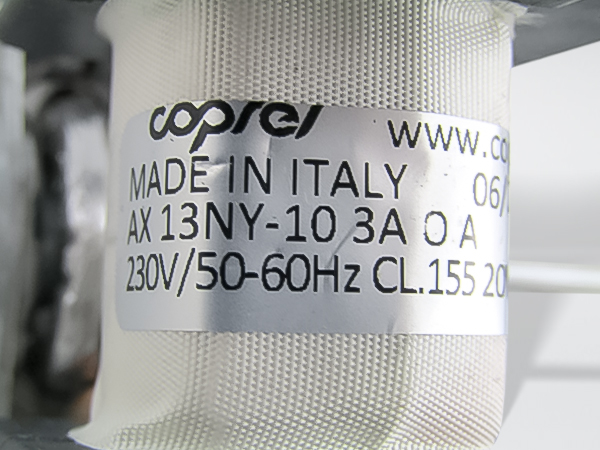 coprel www.co
MADE IN ITALY 06/
AX 13NY-10 3A O A
230V/50-60Hz CL.155 20